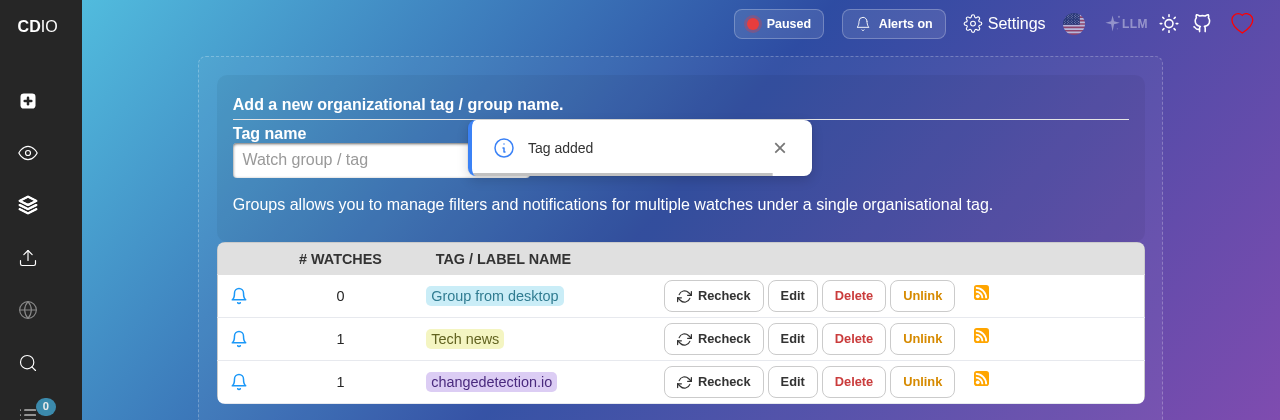 CDIO
Paused
Alerts on
Settings
LLM
Add a new organizational tag / group name.
Tag name
Watch group / tag
Tag added
Groups allows you to manage filters and notifications for multiple watches under a single organisational tag.
# WATCHES TAG / LABEL NAME
0 Group from desktop Recheck Edit Delete Unlink
1 Tech news Recheck Edit Delete Unlink
1 changedetection.io Recheck Edit Delete Unlink
0